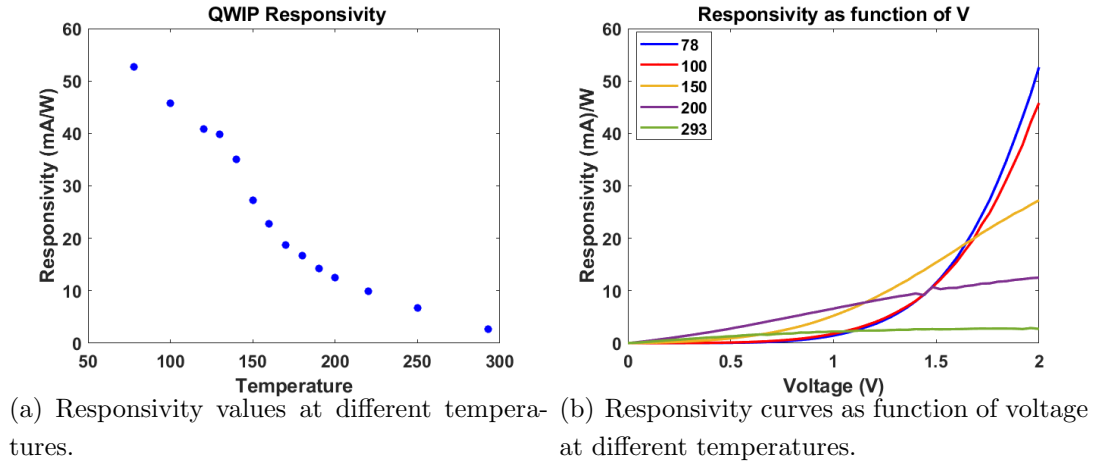 QWIP Responsivity
60
50
40
30
20
10
0
Responsivity (mA/W)
50 100 150 200 250 300
Temperature
(a) Responsivity values at different tempera-
tures.
Responsivity as function of V
60
50
40
30
20
10
0
Responsivity (mA)/W
78
100
150
200
293
0 0.5 1 1.5 2
Voltage (V)
(b) Responsivity curves as function of voltage
at different temperatures.